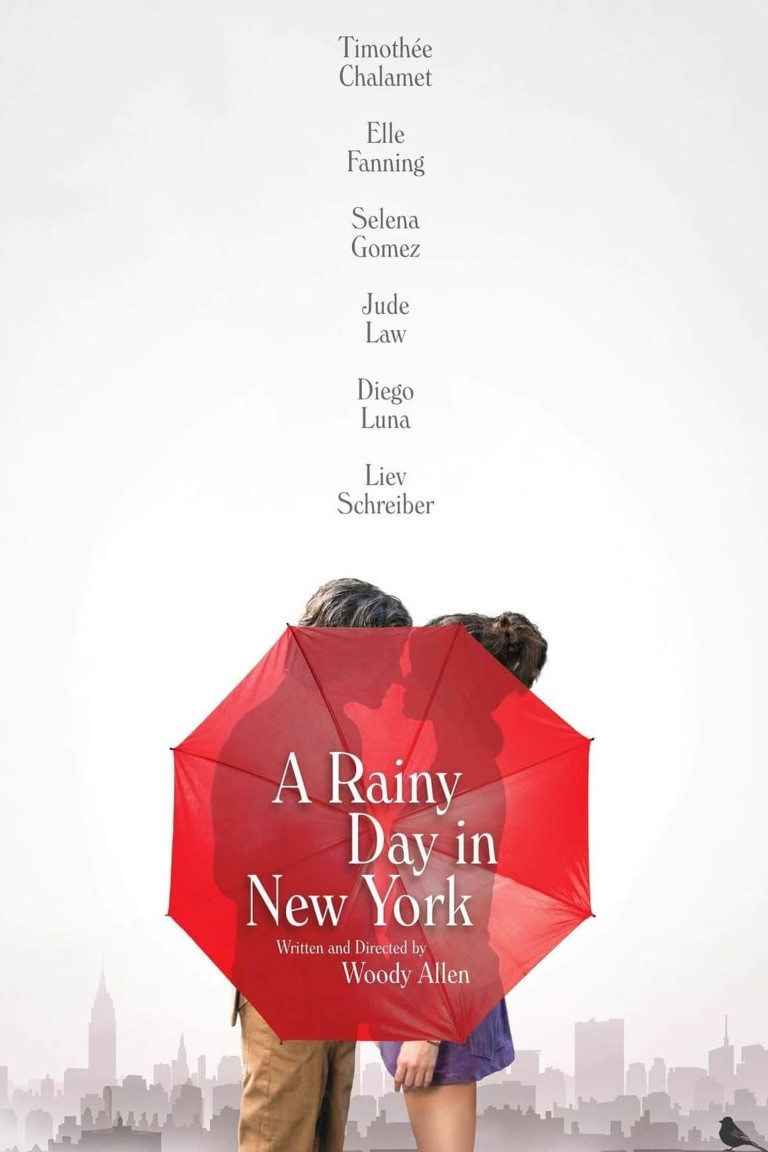 Timothée
Chalamet
Elle
Fanning
Selena
Gomez
Jude
Law
Diego
Luna
Liev
Schreiber
A Rainy
Day in
New York
Written and Directed by
Woody Allen